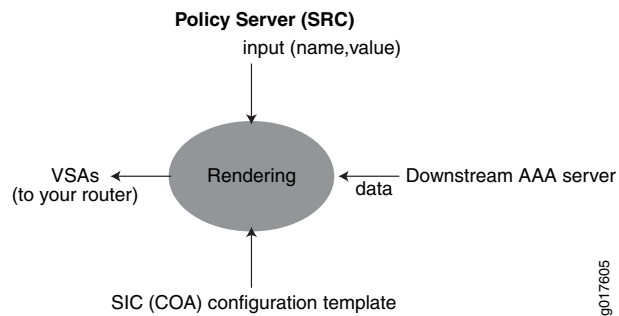 Policy Server (SRC)
input (name,value)
VSAs
(to your router)
Rendering
data
Downstream AAA server
SIC (COA) configuration template
g017605